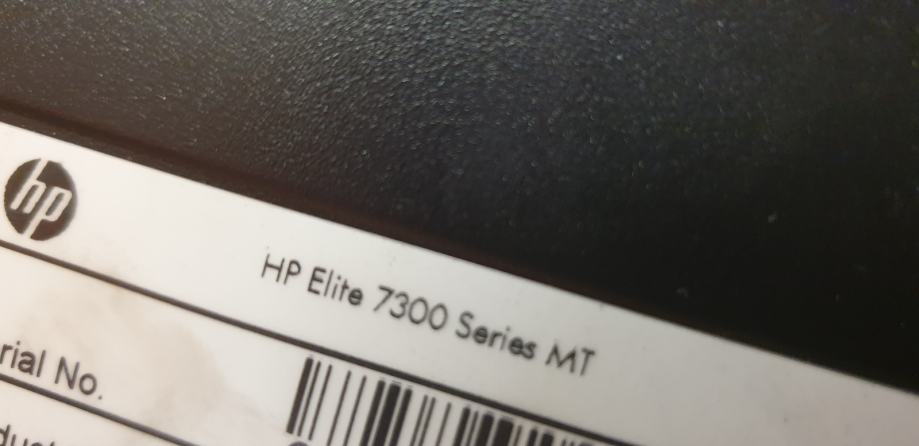 hp
HP Elite 7300 Series MT
rial No.